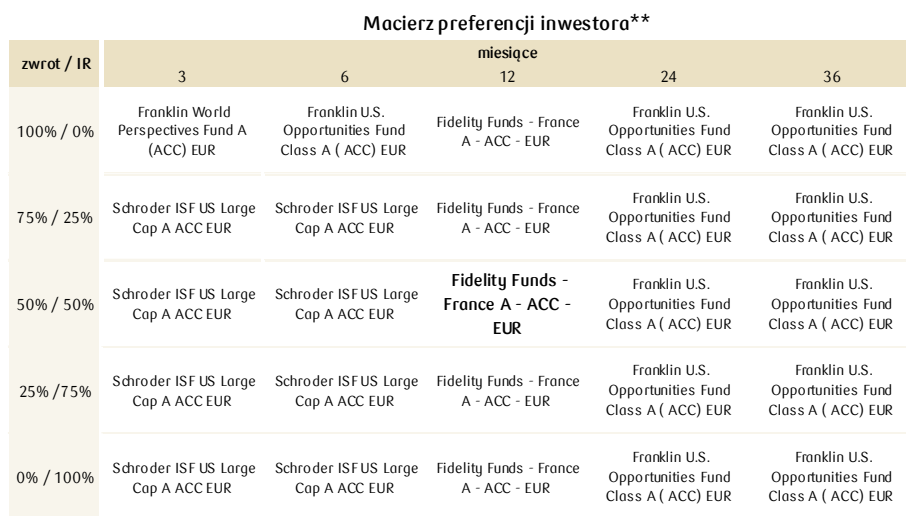 Macierz preferencji inwestora**
zwrot / IR
miesiące
3 6 12 24 36
100% / 0%
Franklin World
Perspectives Fund A
(ACC) EUR
Franklin U.S.
Opportunities Fund
Class A ( ACC) EUR
Fidelity Funds - France
A - ACC - EUR
Franklin U.S.
Opportunities Fund
Class A ( ACC) EUR
Franklin U.S.
Opportunities Fund
Class A ( ACC) EUR
75% / 25%
Schroder ISF US Large
Cap A ACC EUR
Schroder ISF US Large
Cap A ACC EUR
Fidelity Funds - France
A - ACC - EUR
Franklin U.S.
Opportunities Fund
Class A ( ACC) EUR
Franklin U.S.
Opportunities Fund
Class A ( ACC) EUR
50% / 50%
Schroder ISF US Large
Cap A ACC EUR
Schroder ISF US Large
Cap A ACC EUR
Fidelity Funds -
France A - ACC -
EUR
Franklin U.S.
Opportunities Fund
Class A ( ACC) EUR
Franklin U.S.
Opportunities Fund
Class A ( ACC) EUR
25% /75%
Schroder ISF US Large
Cap A ACC EUR
Schroder ISF US Large
Cap A ACC EUR
Fidelity Funds - France
A - ACC - EUR
Franklin U.S.
Opportunities Fund
Class A ( ACC) EUR
Franklin U.S.
Opportunities Fund
Class A ( ACC) EUR
0% / 100%
Schroder ISF US Large
Cap A ACC EUR
Schroder ISF US Large
Cap A ACC EUR
Fidelity Funds - France
A - ACC - EUR
Franklin U.S.
Opportunities Fund
Class A ( ACC) EUR
Franklin U.S.
Opportunities Fund
Class A ( ACC) EUR